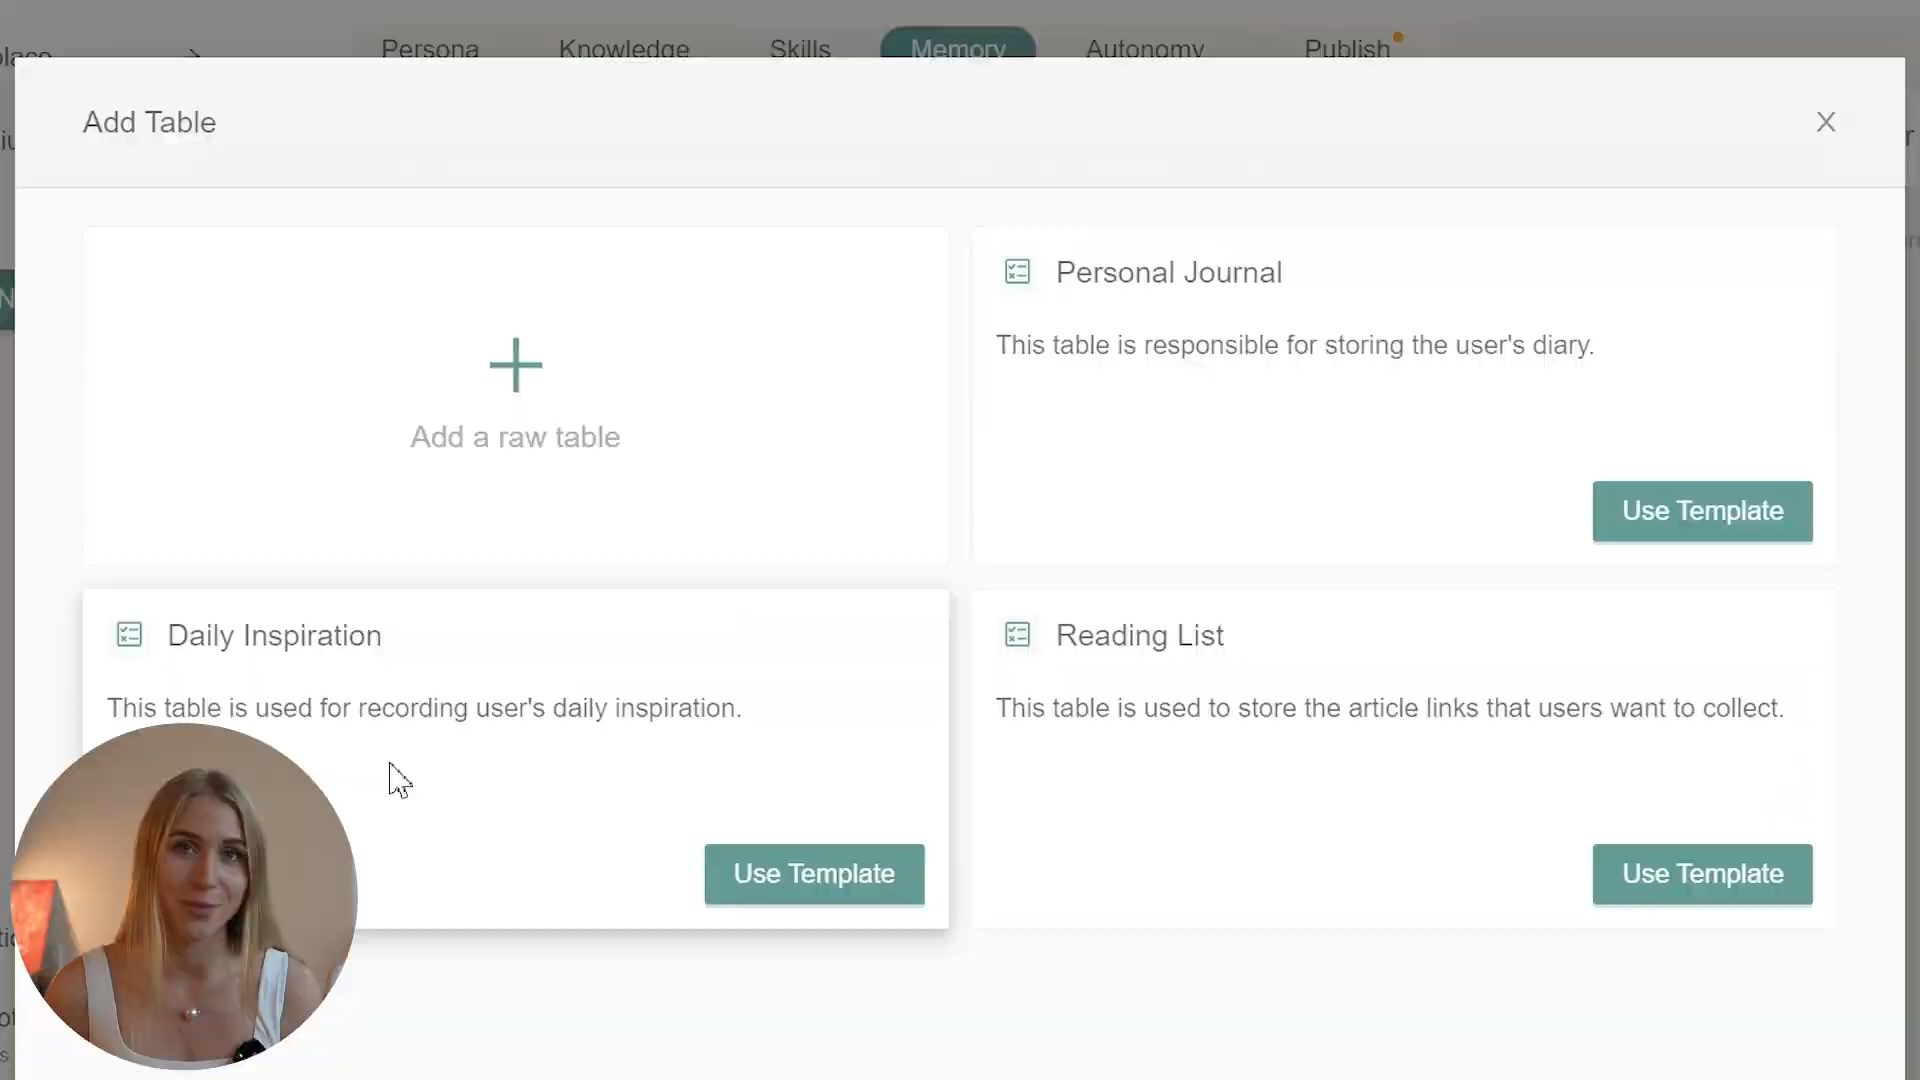 Persona Knowledge Skills Memory Autonomy Publish
Add Table
X
Personal Journal
This table is responsible for storing the user's diary.
Add a raw table
Use Template
Daily Inspiration
This table is used for recording user's daily inspiration.
Use Template
Reading List
This table is used to store the article links that users want to collect.
Use Template